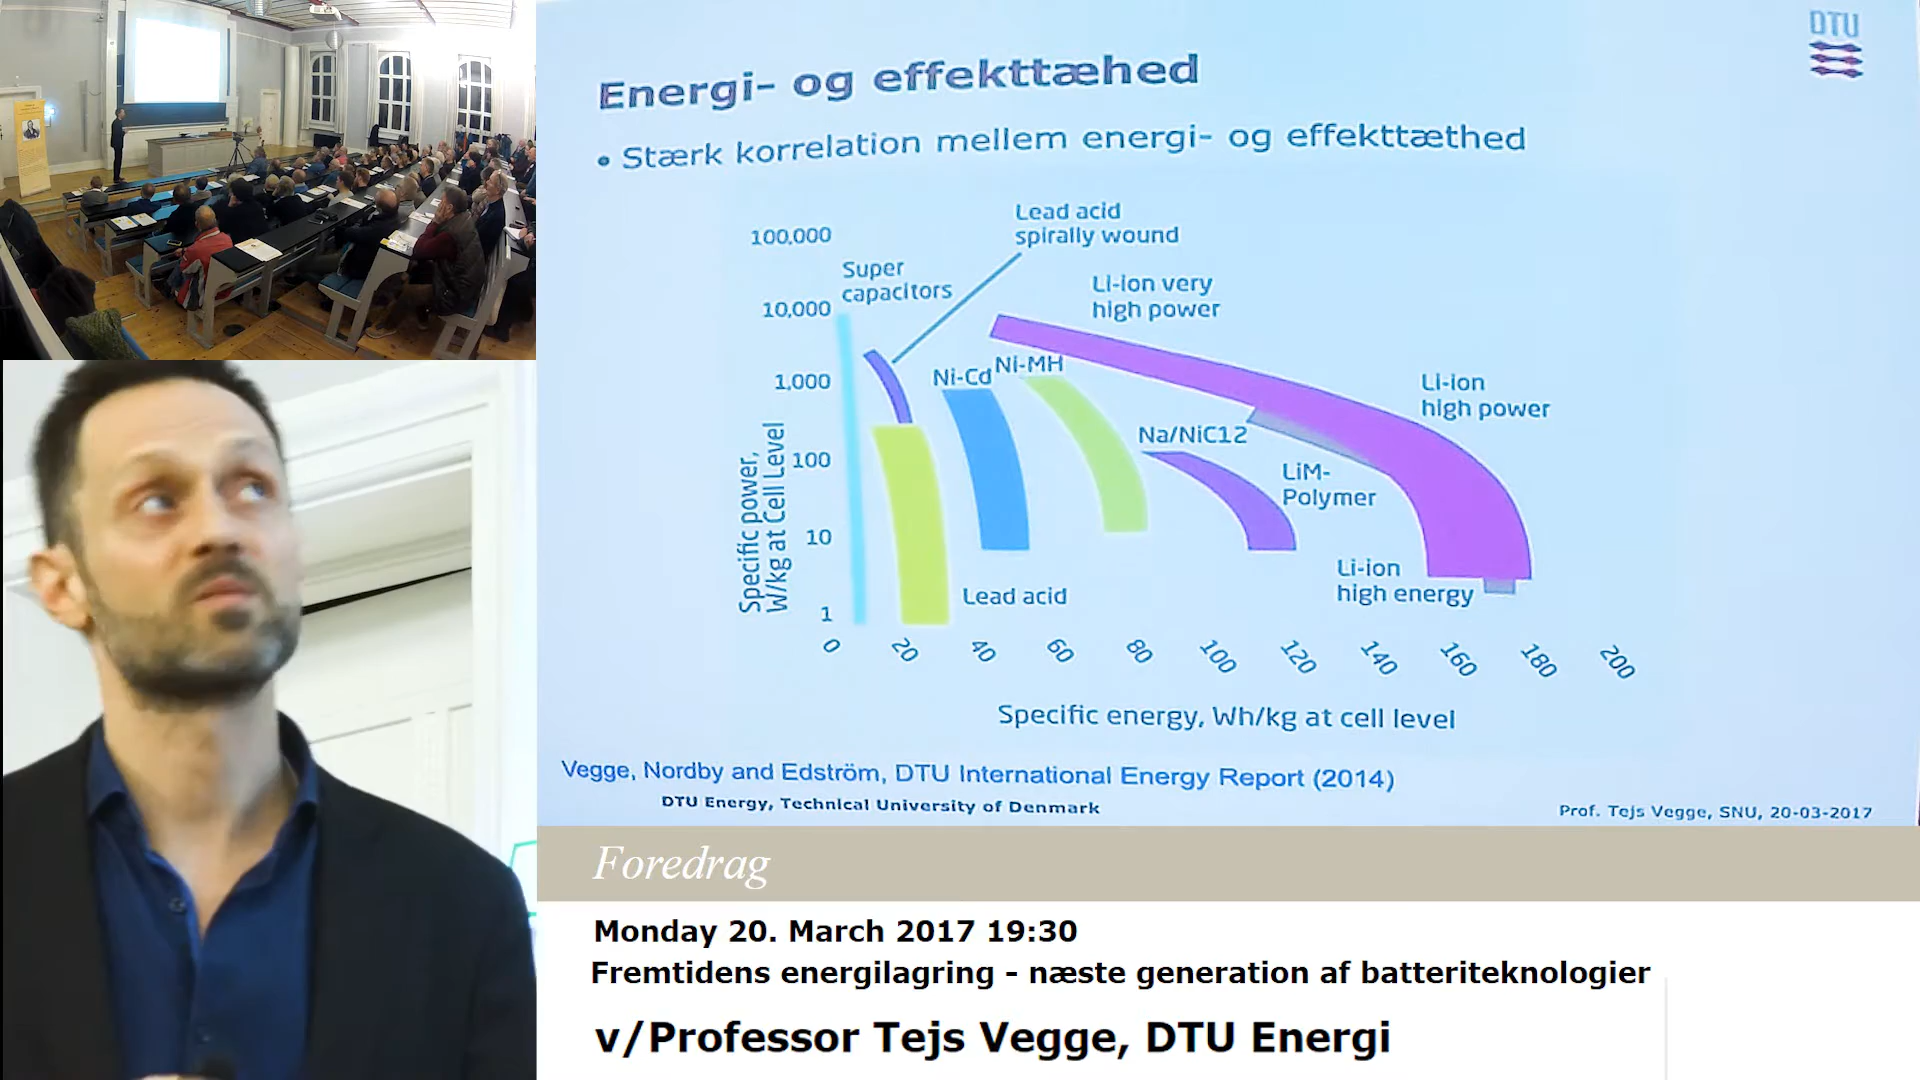 DTU
Energi- og effekttæhed
• Stærk korrelation mellem energi- og effekttæthed
Lead acid
spirally wound
100,000
Super
capacitors
Li-ion very
high power
10,000
Ni-MH
Ni-Cd
1,000
Li-ion
high power
Na/NiC12
100
LiM-
Polymer
Specific power,
W/kg at Cell Level
10
Li-ion
high energy
Lead acid
1
0 20 40 60 80 100 120 140 160 180 200
Specific energy, Wh/kg at cell level
Vegge, Nordby and Edström, DTU International Energy Report (2014)
DTU Energy, Technical University of Denmark
Prof. Tejs Vegge, SNU, 20-03-2017
Foredrag
Monday 20. March 2017 19:30
Fremtidens energilagring - næste generation af batteriteknologier
v/Professor Tejs Vegge, DTU Energi